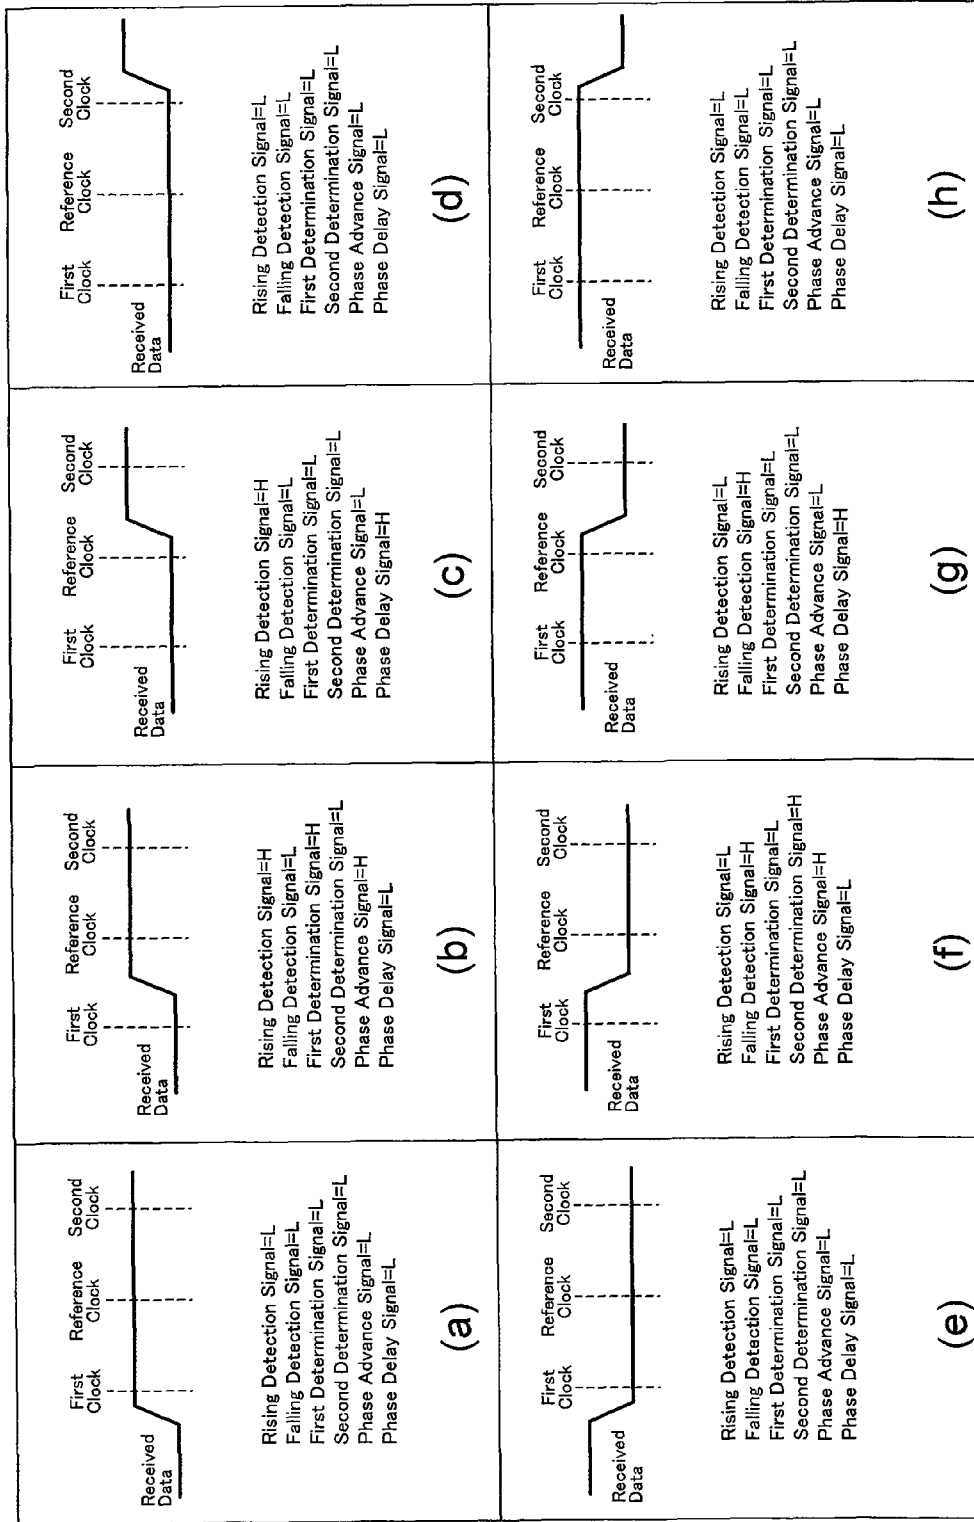 First
Clock
Reference
Clock
Second
Clock
Received
Data
Rising Detection Signal=L
Falling Detection Signal=L
First Determination Signal=L
Second Determination Signal=L
Phase Advance Signal=L
Phase Delay Signal=L
(a)
First
Clock
Reference
Clock
Second
Clock
Received
Data
Rising Detection Signal=H
Falling Detection Signal=L
First Determination Signal=H
Second Determination Signal=L
Phase Advance Signal=H
Phase Delay Signal=L
(b)
First
Clock
Reference
Clock
Second
Clock
Received
Data
Rising Detection Signal=H
Falling Detection Signal=L
First Determination Signal=L
Second Determination Signal=L
Phase Advance Signal=L
Phase Delay Signal=H
(c)
First
Clock
Reference
Clock
Second
Clock
Received
Data
Rising Detection Signal=L
Falling Detection Signal=L
First Determination Signal=L
Second Determination Signal=L
Phase Advance Signal=L
Phase Delay Signal=L
(d)
First
Clock
Reference
Clock
Second
Clock
Received
Data
Rising Detection Signal=L
Falling Detection Signal=L
First Determination Signal=L
Second Determination Signal=L
Phase Advance Signal=L
Phase Delay Signal=L
(e)
First
Clock
Reference
Clock
Second
Clock
Received
Data
Rising Detection Signal=L
Falling Detection Signal=H
First Determination Signal=L
Second Determination Signal=H
Phase Advance Signal=H
Phase Delay Signal=L
(f)
First
Clock
Reference
Clock
Second
Clock
Received
Data
Rising Detection Signal=L
Falling Detection Signal=H
First Determination Signal=L
Second Determination Signal=L
Phase Advance Signal=L
Phase Delay Signal=H
(g)
First
Clock
Reference
Clock
Second
Clock
Received
Data
Rising Detection Signal=L
Falling Detection Signal=L
First Determination Signal=L
Second Determination Signal=L
Phase Advance Signal=L
Phase Delay Signal=L
(h)